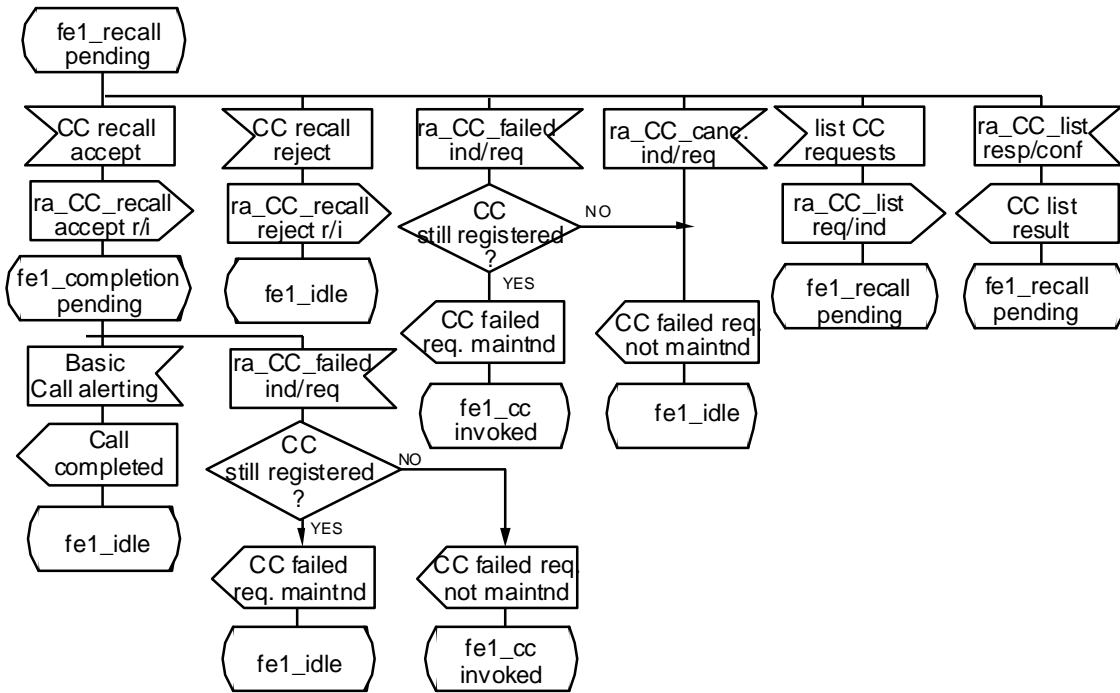 fe1_recall
pending
CC recall
accept
CC recall
reject
ra_CC_failed
ind/req
ra_CC_canc.
ind/req
list CC
requests
ra_CC_list
resp/conf
ra_CC_recall
accept r/i
ra_CC_recall
reject r/i
CC
still registered
?
NO
YES
ra_CC_list
req/ind
CC list
result
fe1_completion
pending
fe1_idle
CC failed
req. maintnd
CC failed req.
not maintnd
fe1_recall
pending
fe1_recall
pending
Basic
Call alerting
ra_CC_failed
ind/req
fe1_cc
invoked
fe1_idle
Call
completed
CC
still registered
?
NO
YES
fe1_idle
CC failed
req. maintnd
CC failed req.
not maintnd
fe1_idle
fe1_cc
invoked